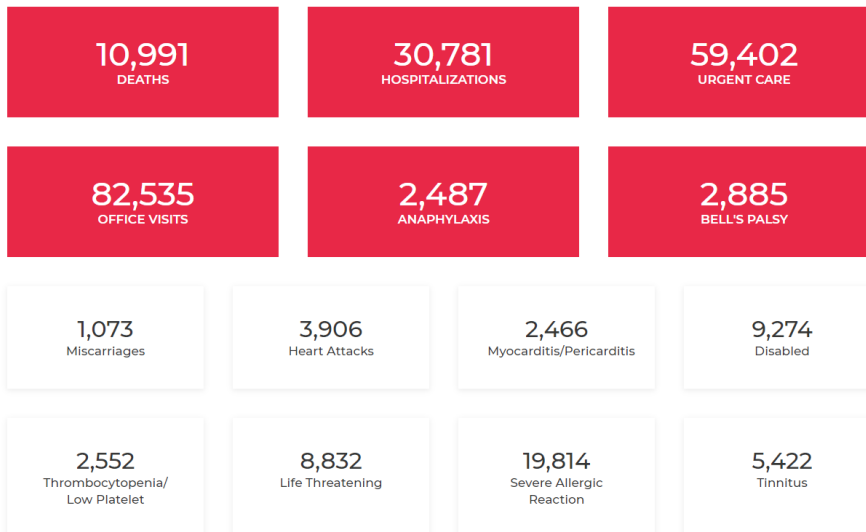 10,991
DEATHS
30,781
HOSPITALIZATIONS
59,402
URGENT CARE
82,535
OFFICE VISITS
2,487
ANAPHYLAXIS
2,885
BELL'S PALSY
1,073
Miscarriages
3,906
Heart Attacks
2,466
Myocarditis/Pericarditis
9,274
Disabled
2,552
Thrombocytopenia/
Low Platelet
8,832
Life Threatening
19,814
Severe Allergic
Reaction
5,422
Tinnitus